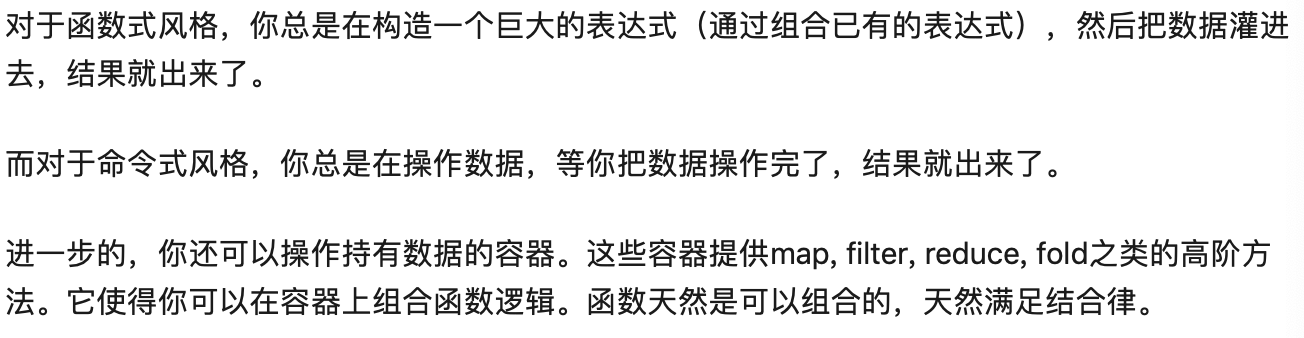 对于函数式风格，你总是在构造一个巨大的表达式（通过组合已有的表达式），然后把数据灌进
去，结果就出来了。
而对于命令式风格，你总是在操作数据，等你把数据操作完了，结果就出来了。
进一步的，你还可以操作持有数据的容器。这些容器提供map, filter, reduce, fold之类的高阶方
法。它使得你可以在容器上组合函数逻辑。函数天然是可以组合的，天然满足结合律。